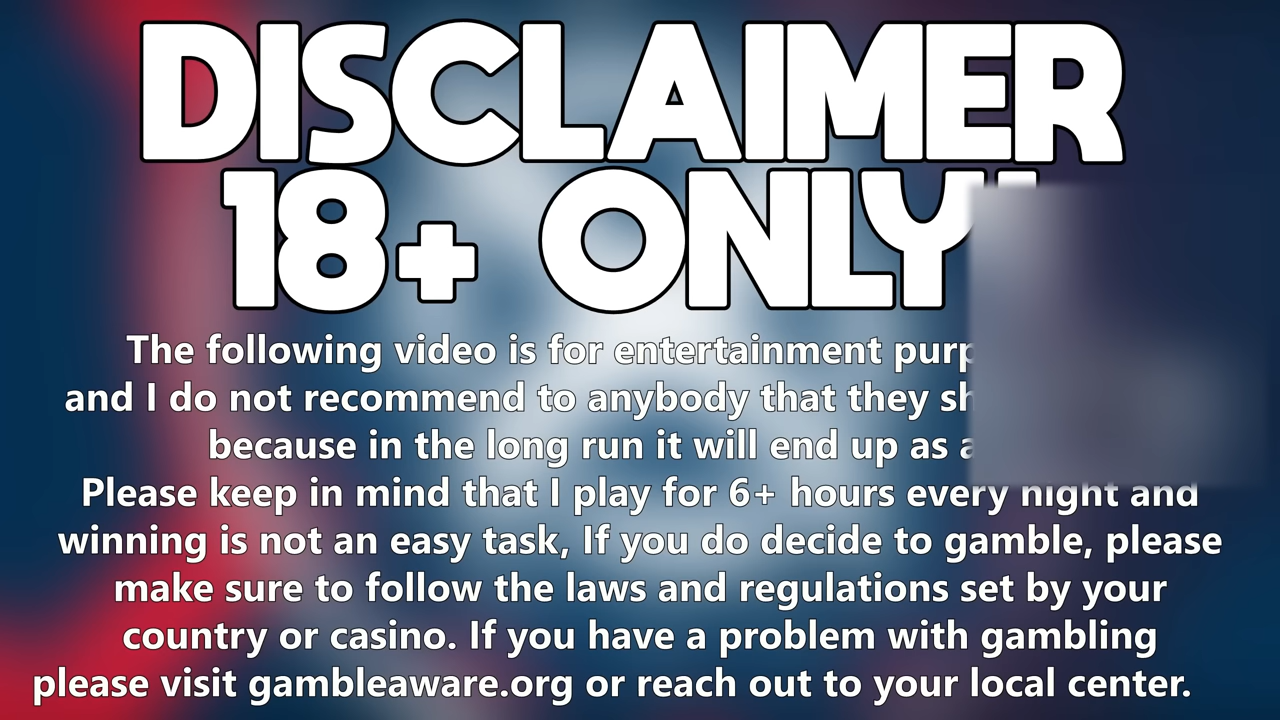 DISCLAIMER
18+ ONLY!
The following video is for entertainment
and I do not recommend to anybody that they
because in the long run it will end up as
Please keep in mind that I play for 6+ hours every night and
winning is not an easy task, If you do decide to gamble, please
make sure to follow the laws and regulations set by your
country or casino. If you have a problem with gambling
please visit gambleaware.org or reach out to your local center.